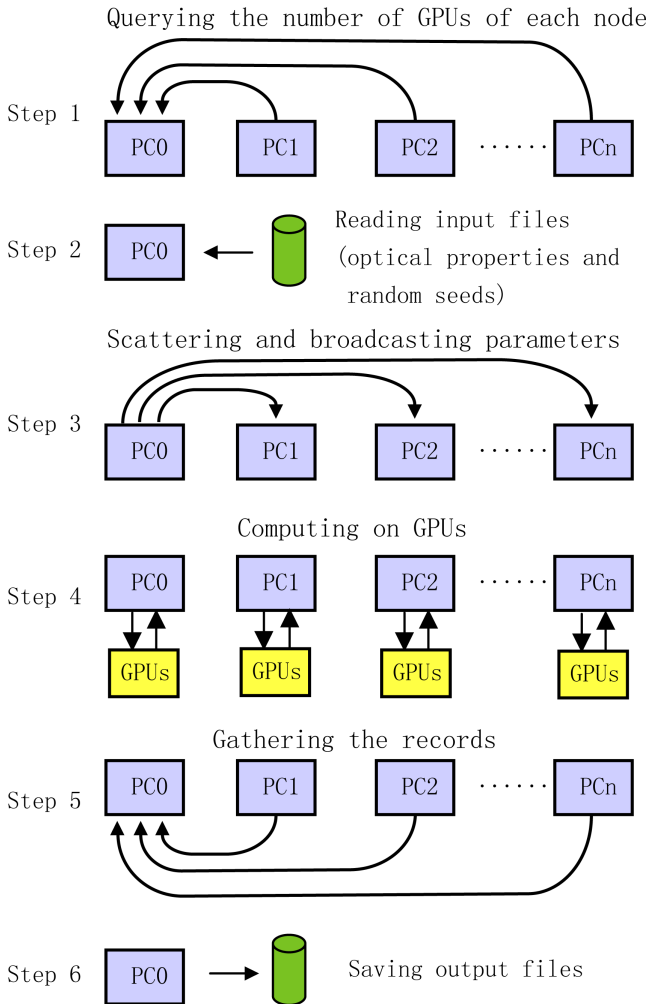 Querying the number of GPUs of each node
Step 1
PC0 PC1 PC2 ······ PCn
Step 2
PC0
Reading input files
(optical properties and
random seeds)
Scattering and broadcasting parameters
Step 3
PC0 PC1 PC2 ······ PCn
Computing on GPUs
Step 4
PC0 PC1 PC2 ······ PCn
GPUs GPUs GPUs GPUs
Gathering the records
Step 5
PC0 PC1 PC2 ······ PCn
Step 6
PC0
Saving output files